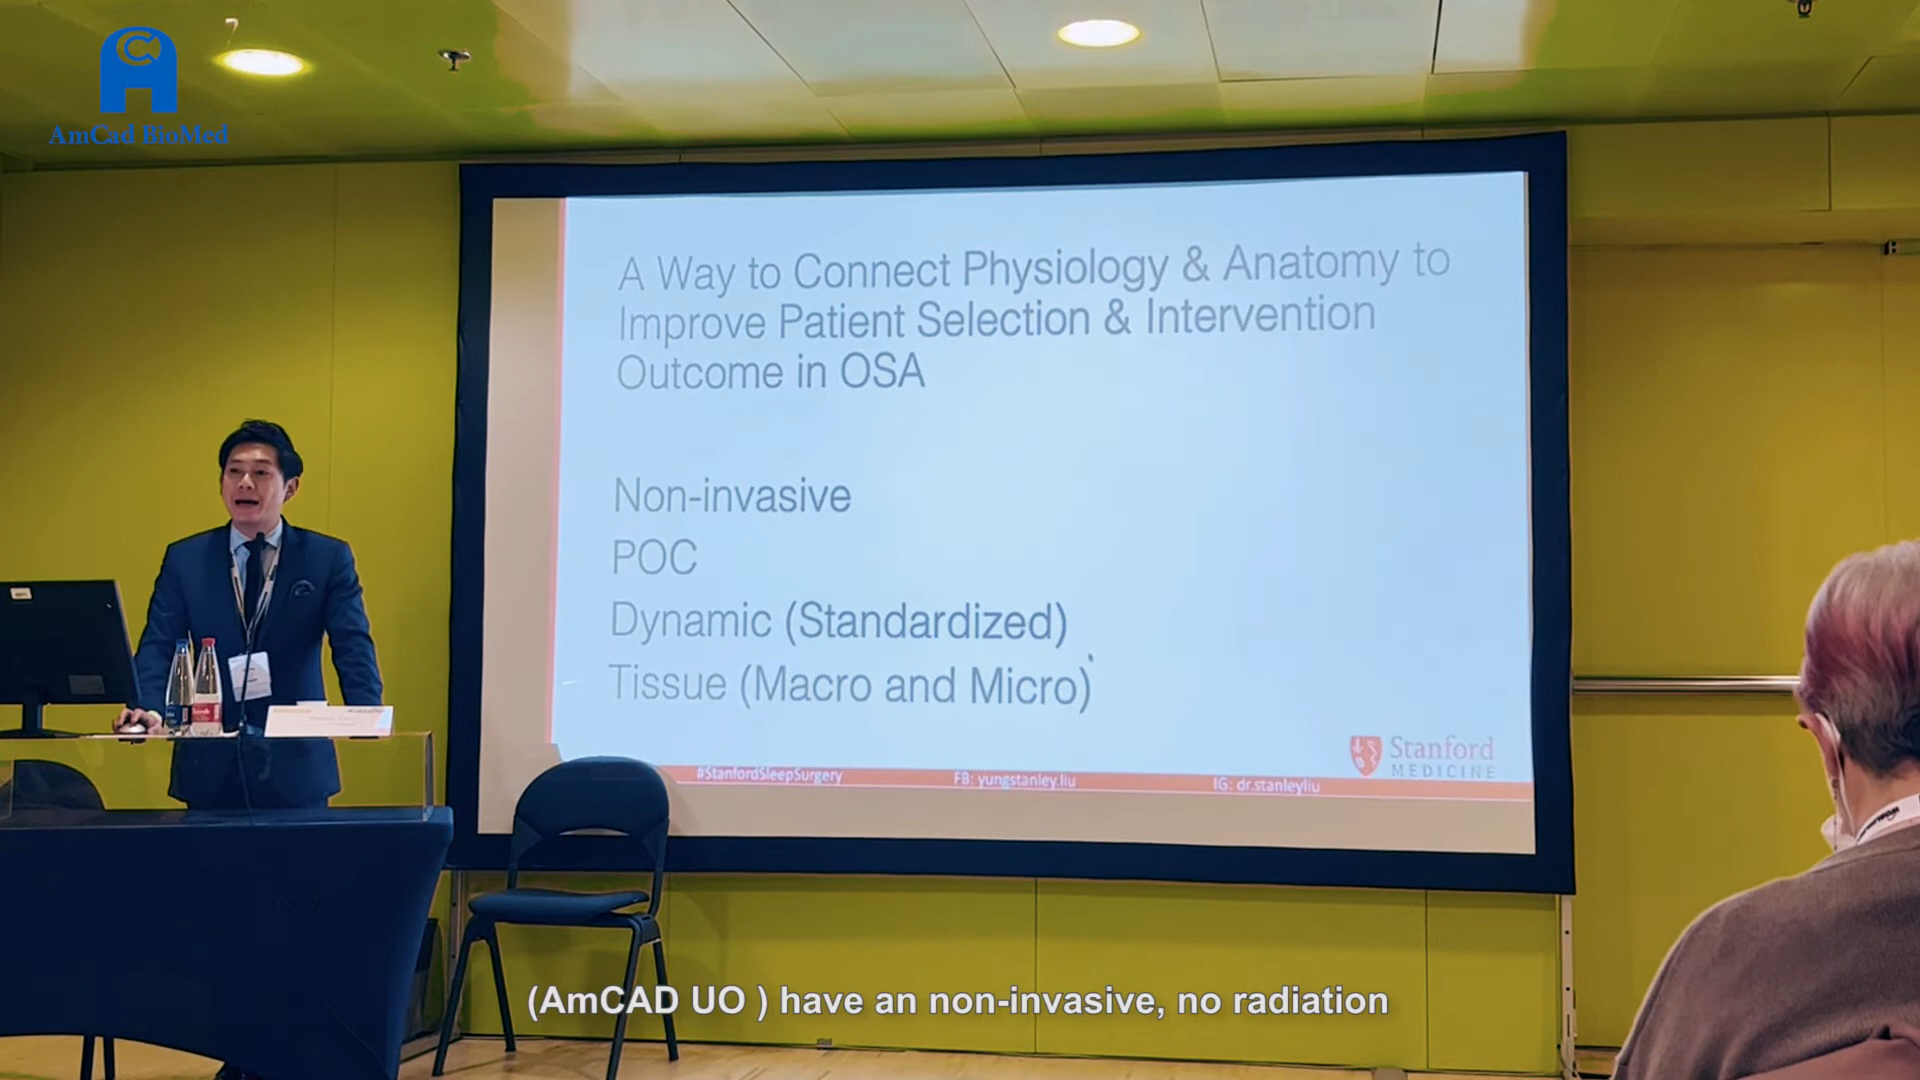 AmCad BioMed
A Way to Connect Physiology & Anatomy to
Improve Patient Selection & Intervention
Outcome in OSA
Non-invasive
POC
Dynamic (Standardized)
Tissue (Macro and Micro)
Stanford
MEDICINE
#StanfordSleepSurgery FB: yungstanley.liu IG: dr.stanleyliu
(AmCAD UO ) have an non-invasive, no radiation